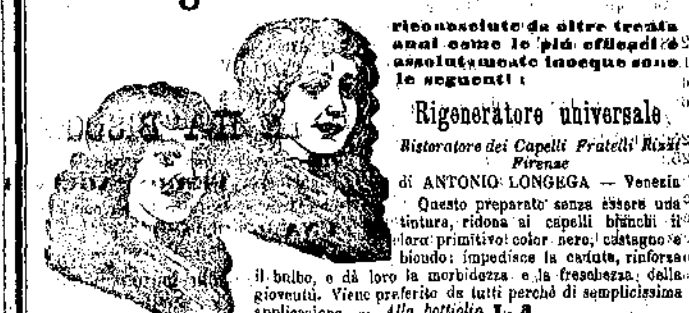 riconosciute da oltre trenta
anni come le più efficaci e
assolutamente inocque sono
le seguenti :
Rigeneratore universale
Ristoratore dei Capelli Fratelli Rizzi
Firenze
di ANTONIO LONGEGA — Venezia
Questo preparato senza essere una
tintura, ridona ai capelli bianchi il
loro primitivo color nero, castagno e
biondo; impedisce la caduta, rinforza
il bulbo, e dà loro la morbidezza e la freschezza della
gioventù. Viene preferito da tutti perchè di semplicissima
applicazione. — Alla bottiglia L.